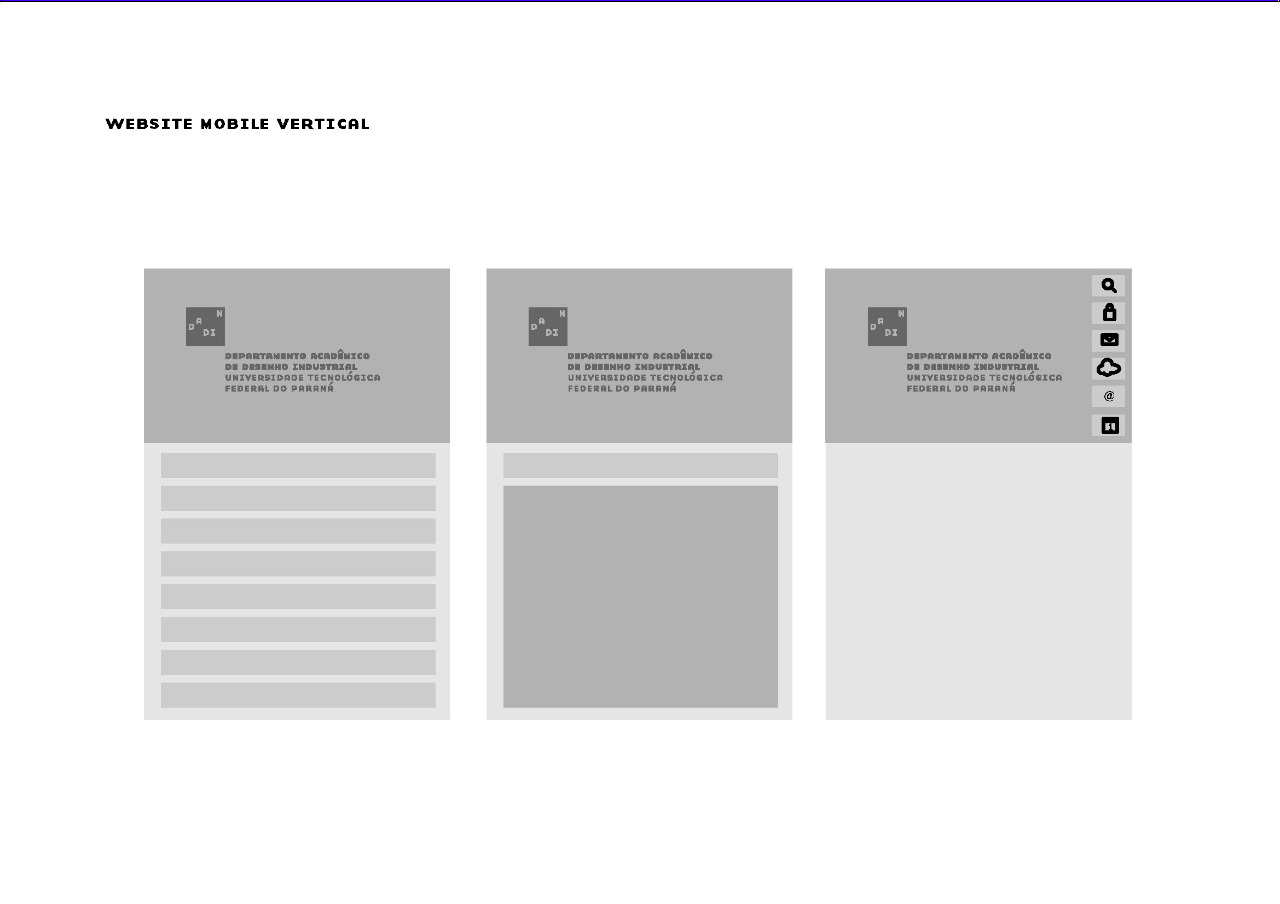 WEBSITE MOBILE VERTICAL
N
A
D
DI
DEPARTAMENTO ACADÊMICO
DE DESENHO INDUSTRIAL
UNIVERSIDADE TECNOLÓGICA
FEDERAL DO PARANÁ
N
A
D
DI
DEPARTAMENTO ACADÊMICO
DE DESENHO INDUSTRIAL
UNIVERSIDADE TECNOLÓGICA
FEDERAL DO PARANÁ
N
A
D
DI
DEPARTAMENTO ACADÊMICO
DE DESENHO INDUSTRIAL
UNIVERSIDADE TECNOLÓGICA
FEDERAL DO PARANÁ
@